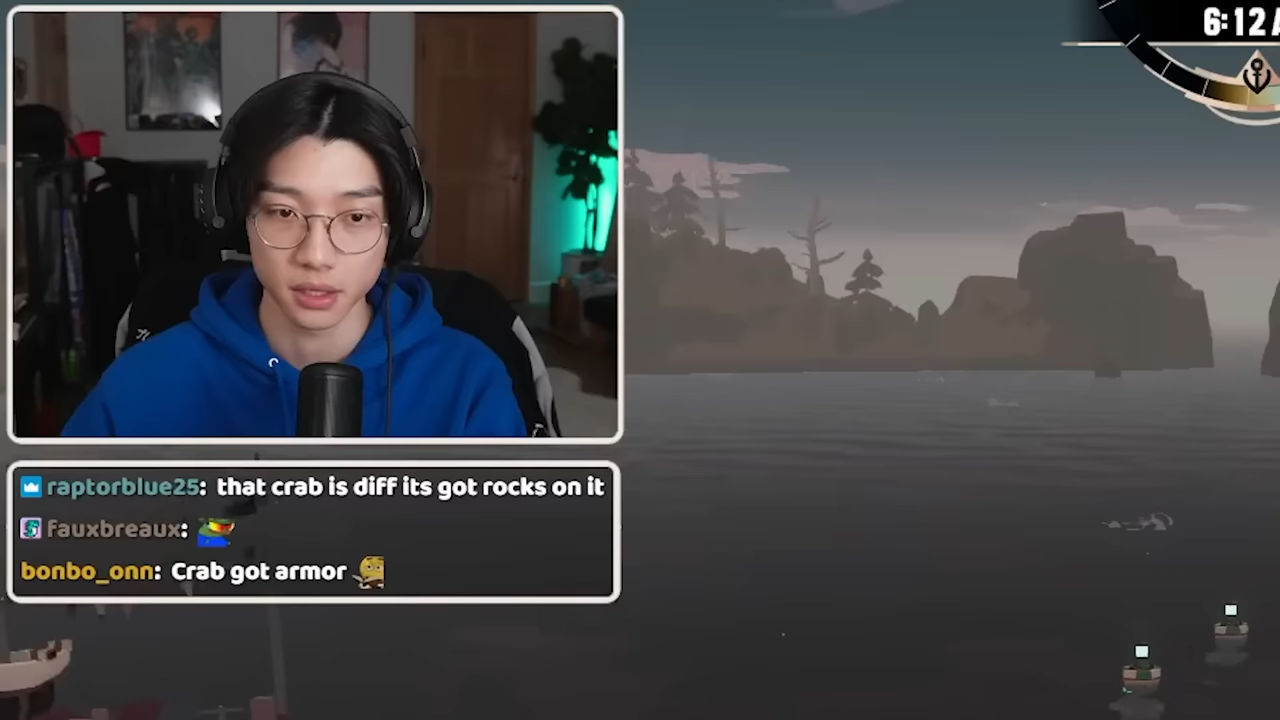 6:12 A
raptorblue25: that crab is diff its got rocks on it
fauxbreaux:
bonbo_onn: Crab got armor